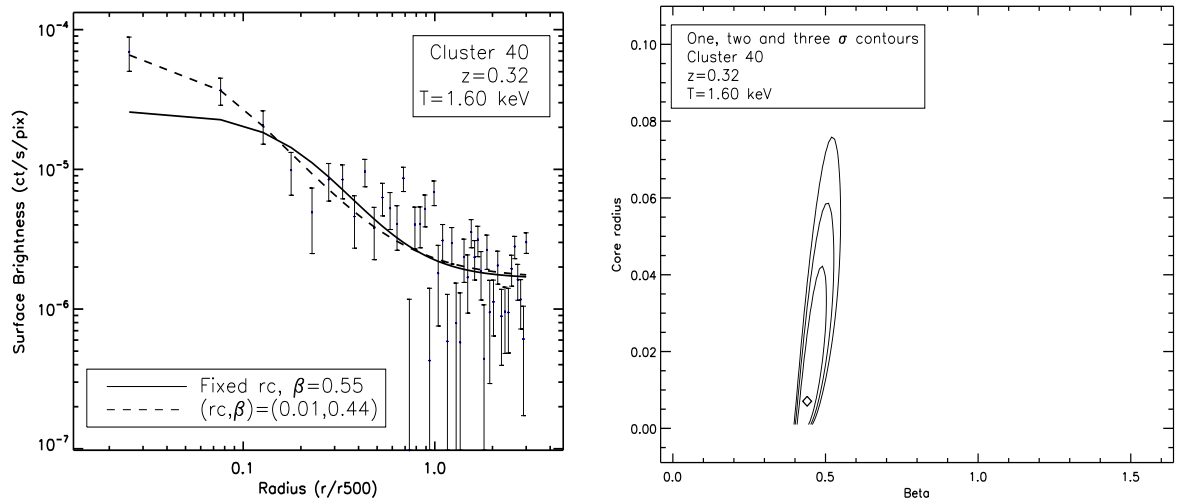 10⁻⁴
10⁻⁵
10⁻⁶
10⁻⁷
Surface Brightness (ct/s/pix)
Cluster 40
z=0.32
T=1.60 keV
Fixed rc, β=0.55
(rc,β)=(0.01,0.44)
0.1
1.0
Radius (r/r500)
One, two and three σ contours
Cluster 40
z=0.32
T=1.60 keV
0.10
0.08
0.06
0.04
0.02
0.00
Core radius
0.0
0.5
1.0
1.5
Beta